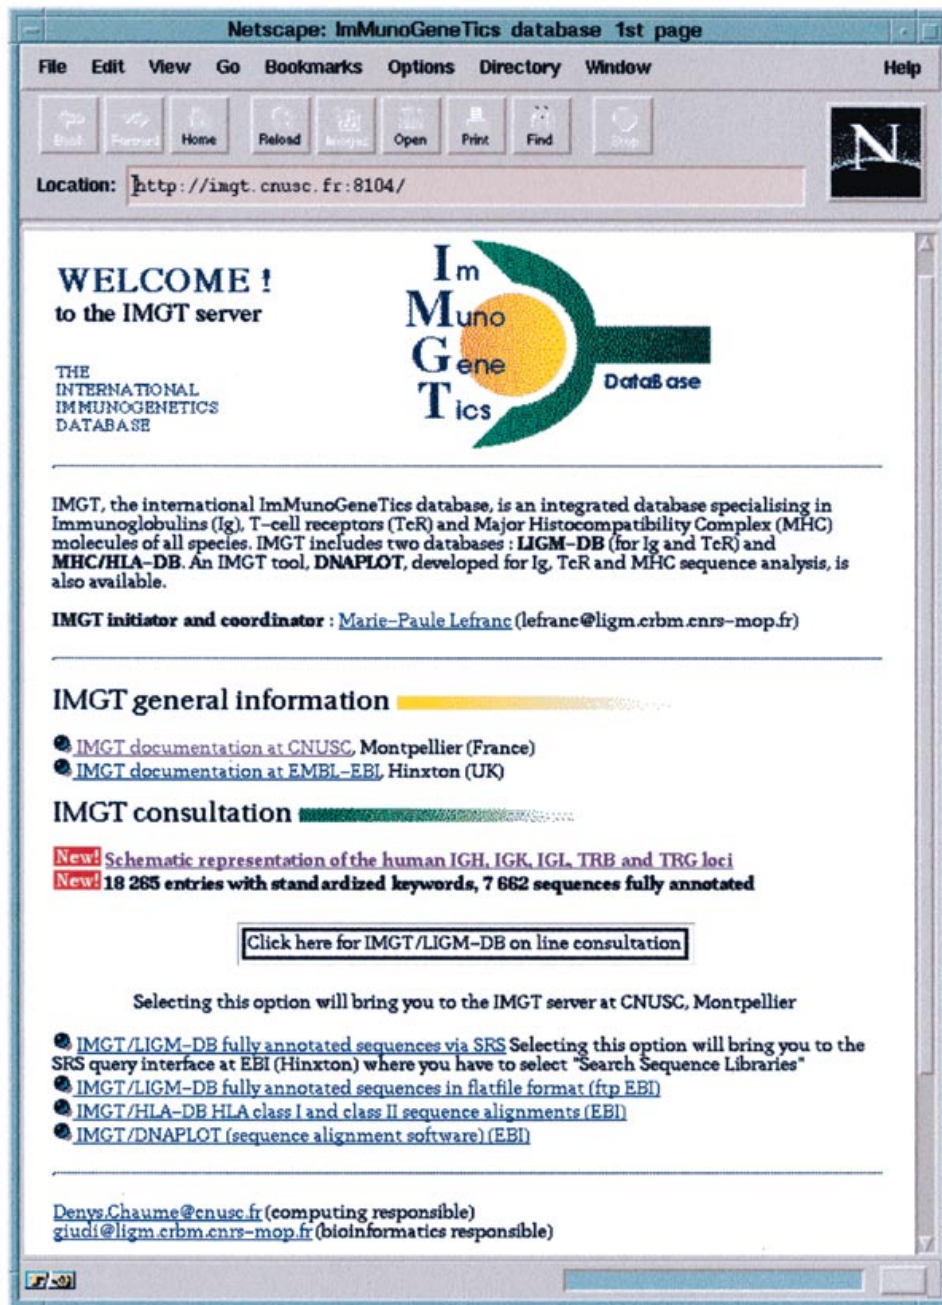 Netscape: ImMunoGeneTics database 1st page
File Edit View Go Bookmarks Options Directory Window Help
Back Forward Home Reload Images Open Print Find Stop
N
Location: http://imgt.cnusc.fr:8104/
WELCOME !
to the IMGT server
THE
INTERNATIONAL
IMMUNOGENETICS
DATABASE
Im
Muno
Gene
Tics
DataBase
IMGT, the international ImMunoGeneTics database, is an integrated database specialising in
Immunoglobulins (Ig), T-cell receptors (TcR) and Major Histocompatibility Complex (MHC)
molecules of all species. IMGT includes two databases : LIGM-DB (for Ig and TcR) and
MHC/HLA-DB. An IMGT tool, DNAPLOT, developed for Ig, TcR and MHC sequence analysis, is
also available.
IMGT initiator and coordinator : Marie-Paule Lefranc (lefranc@ligm.crbm.cnrs-mop.fr)
IMGT general information
IMGT documentation at CNUSC, Montpellier (France)
IMGT documentation at EMBL-EBI, Hinxton (UK)
IMGT consultation
New! Schematic representation of the human IGH, IGK, IGL, TRB and TRG loci
New! 18 265 entries with standardized keywords, 7 662 sequences fully annotated
Click here for IMGT/LIGM-DB on line consultation
Selecting this option will bring you to the IMGT server at CNUSC, Montpellier
IMGT/LIGM-DB fully annotated sequences via SRS Selecting this option will bring you to the
SRS query interface at EBI (Hinxton) where you have to select "Search Sequence Libraries"
IMGT/LIGM-DB fully annotated sequences in flatfile format (ftp EBI)
IMGT/HLA-DB HLA class I and class II sequence alignments (EBI)
IMGT/DNAPLOT (sequence alignment software) (EBI)
Denys.Chaume@cnusc.fr (computing responsible)
giudi@ligm.crbm.cnrs-mop.fr (bioinformatics responsible)